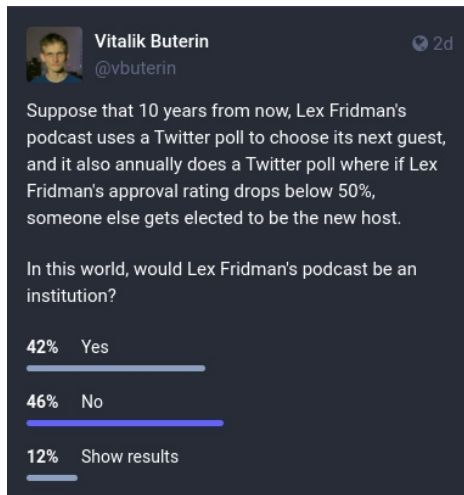 Vitalik Buterin
2d
@vbuterin
Suppose that 10 years from now, Lex Fridman's
podcast uses a Twitter poll to choose its next guest,
and it also annually does a Twitter poll where if Lex
Fridman's approval rating drops below 50%,
someone else gets elected to be the new host.
In this world, would Lex Fridman's podcast be an
institution?
42% Yes
46% No
12% Show results